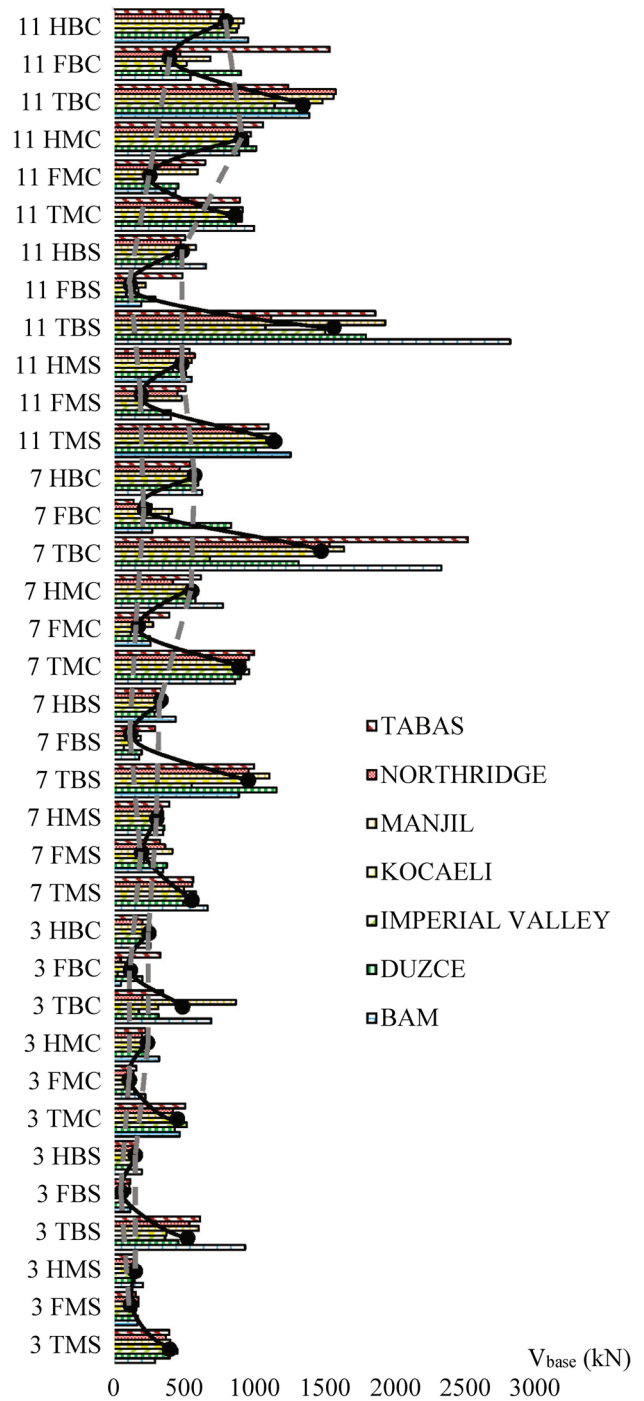 11 HBC
11 FBC
11 TBC
11 HMC
11 FMC
11 TMC
11 HBS
11 FBS
11 TBS
11 HMS
11 FMS
11 TMS
7 HBC
7 FBC
7 TBC
7 HMC
7 FMC
7 TMC
7 HBS
7 FBS
7 TBS
7 HMS
7 FMS
7 TMS
3 HBC
3 FBC
3 TBC
3 HMC
3 FMC
3 TMC
3 HBS
3 FBS
3 TBS
3 HMS
3 FMS
3 TMS
TABAS
NORTHRIDGE
MANJIL
KOCAELI
IMPERIAL VALLEY
DUZCE
BAM
Vbase (kN)
0 500 1000 1500 2000 2500 3000